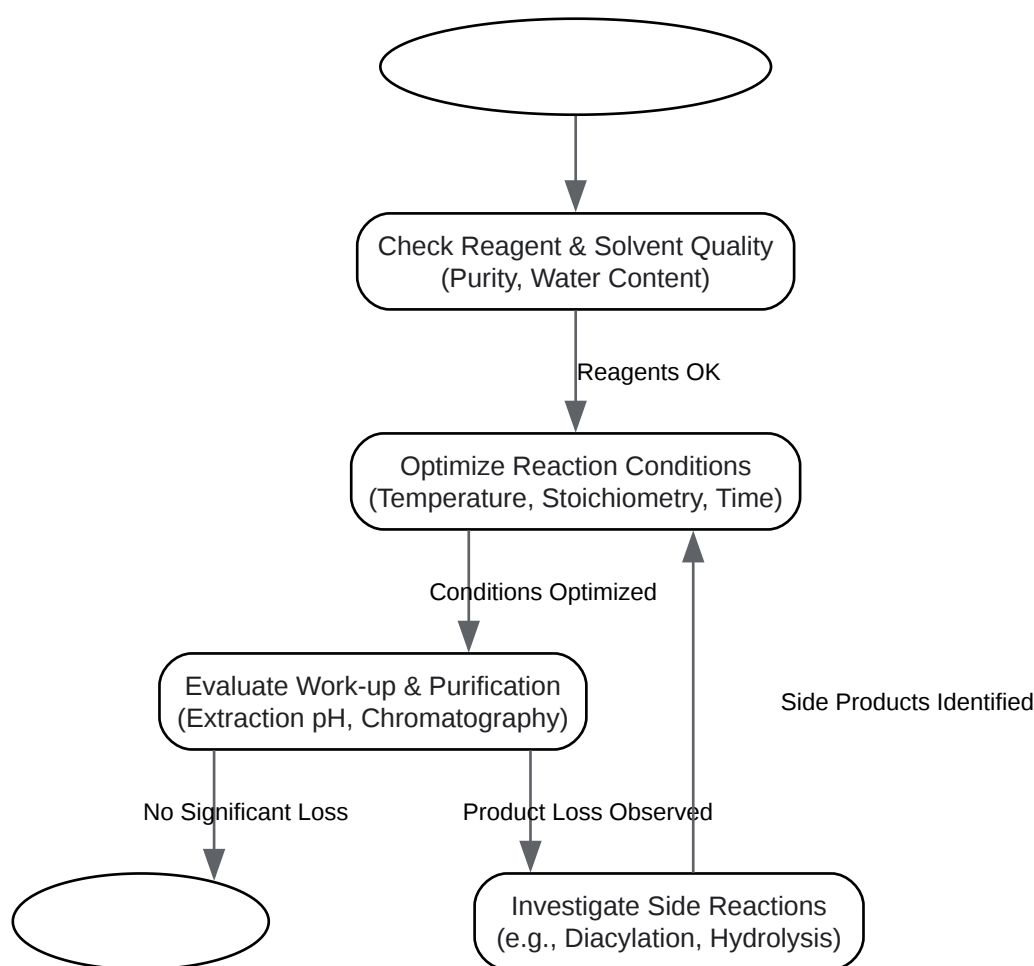 Check Reagent & Solvent Quality
(Purity, Water Content)
Reagents OK
Optimize Reaction Conditions
(Temperature, Stoichiometry, Time)
Conditions Optimized
Evaluate Work-up & Purification
(Extraction pH, Chromatography)
Side Products Identified
No Significant Loss
Product Loss Observed
Investigate Side Reactions
(e.g., Diacylation, Hydrolysis)